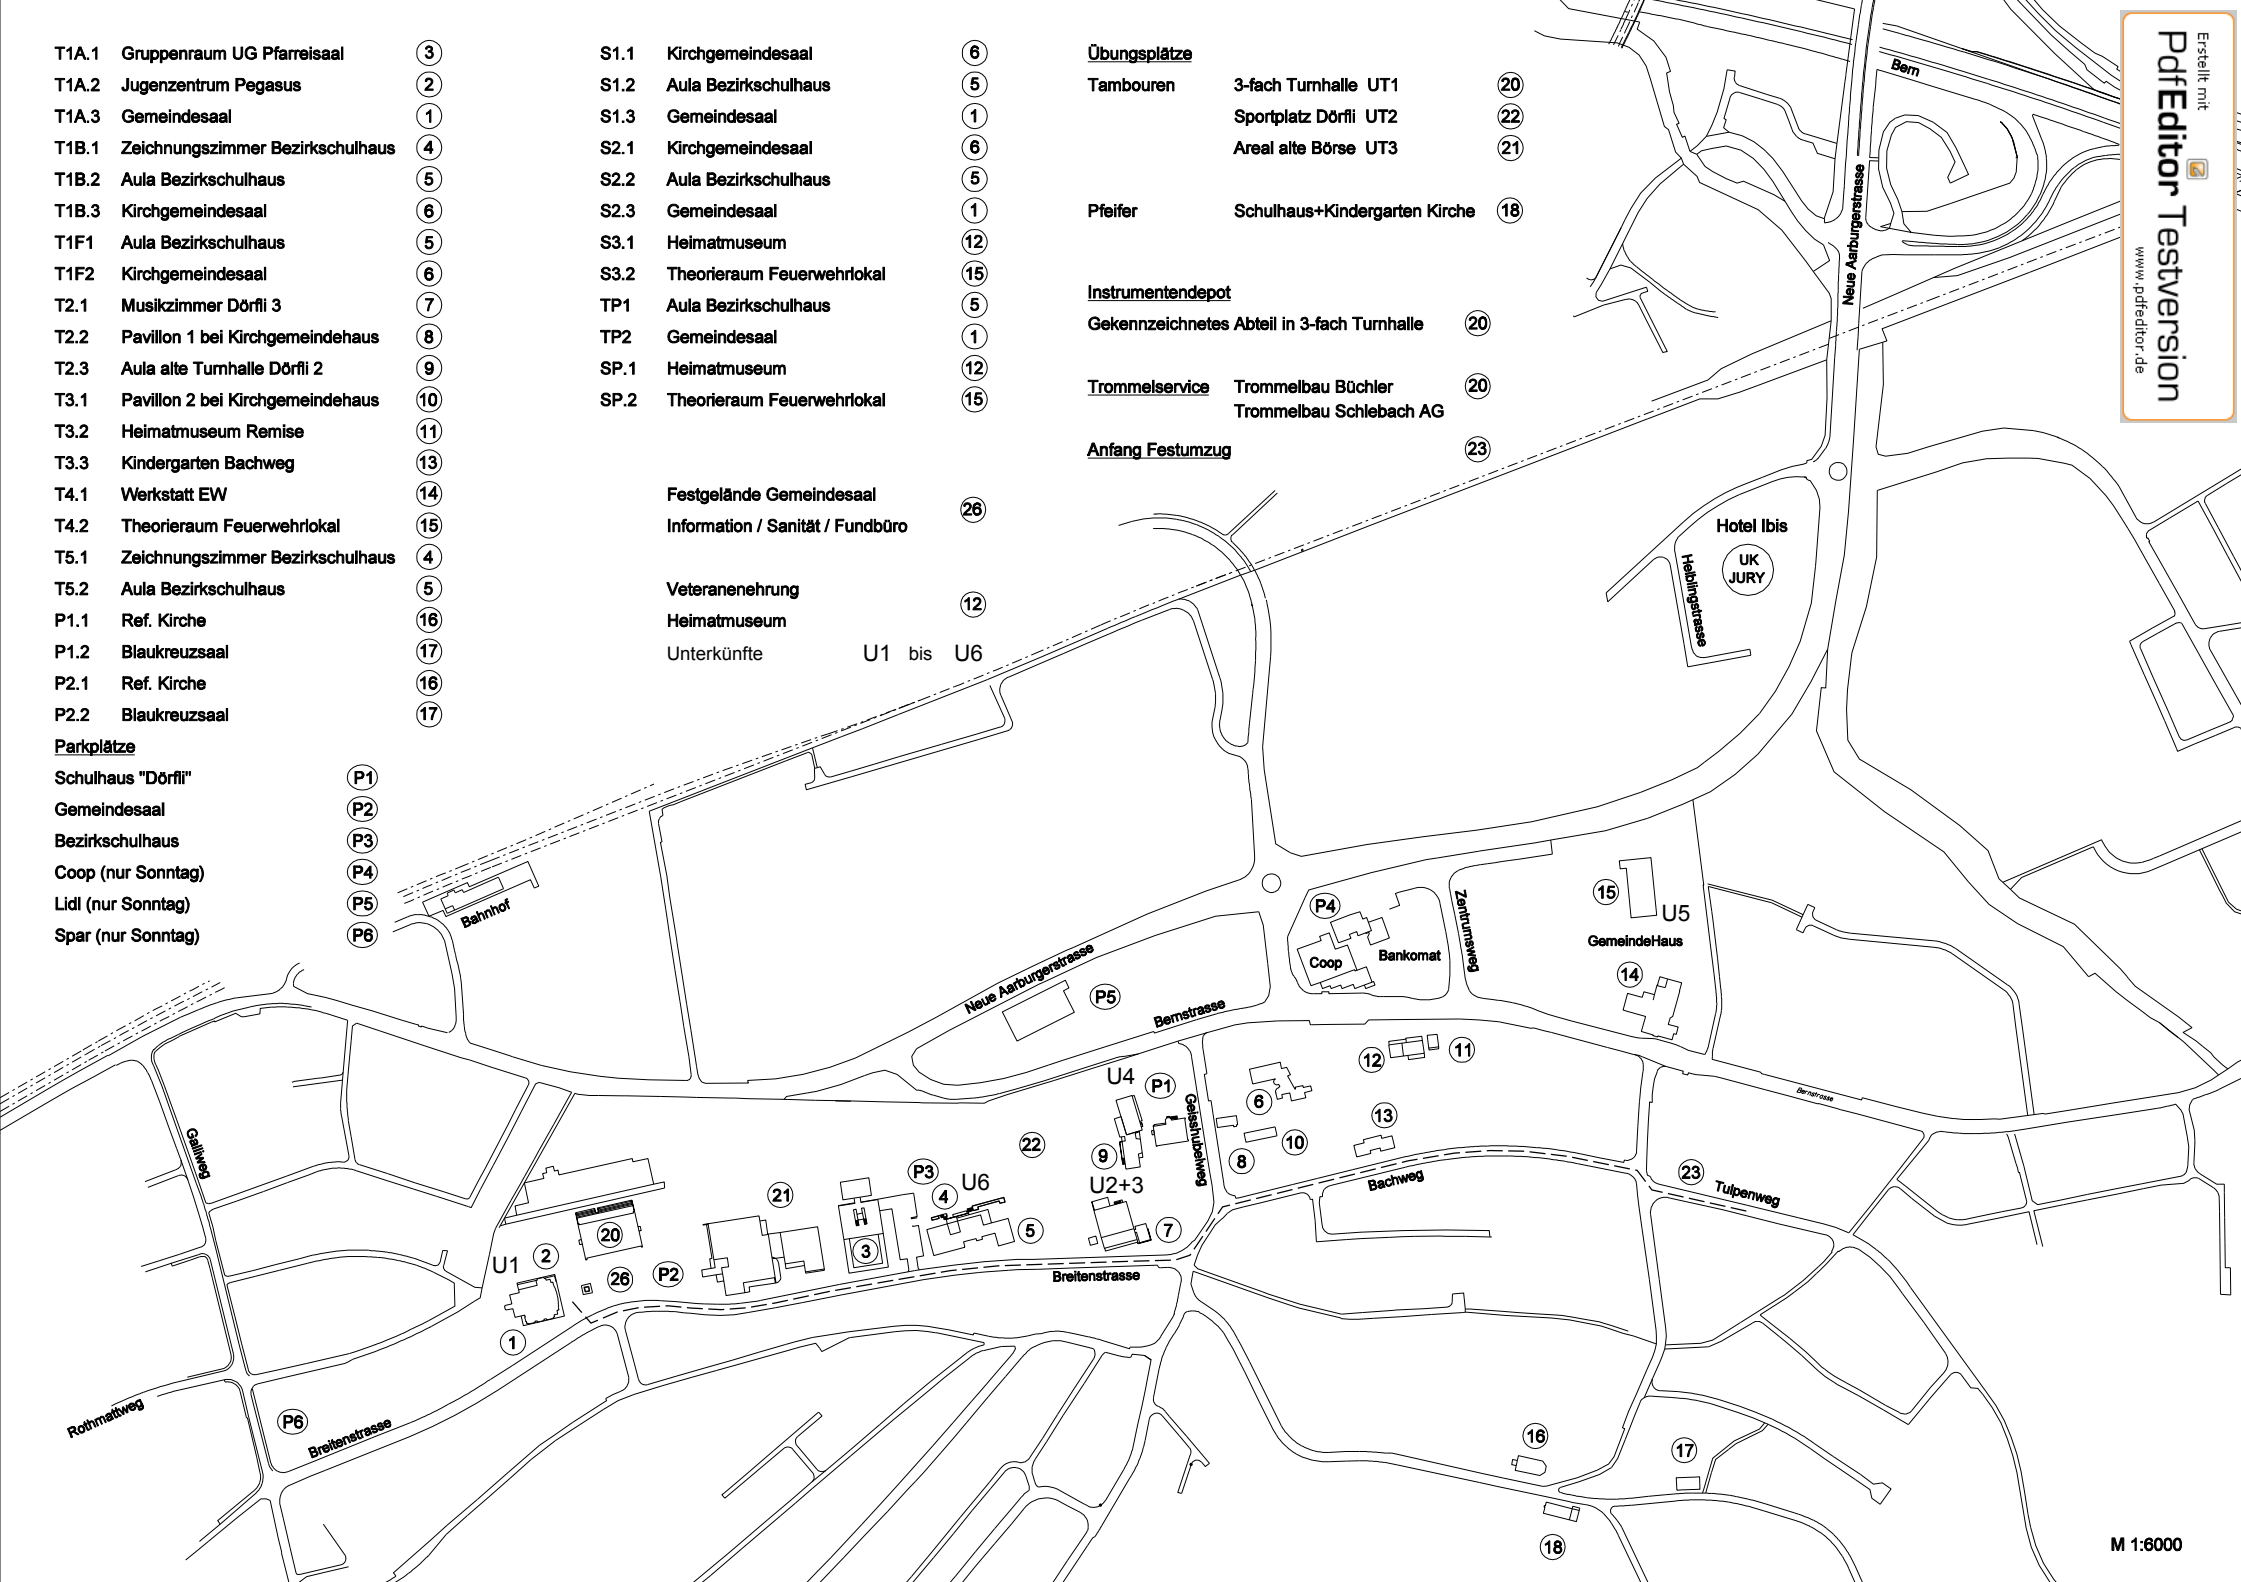 T1A.1 Gruppenraum UG Pfarreisaal 3
T1A.2 Jugenzentrum Pegasus 2
T1A.3 Gemeindesaal 1
T1B.1 Zeichnungszimmer Bezirkschulhaus 4
T1B.2 Aula Bezirkschulhaus 5
T1B.3 Kirchgemeindesaal 6
T1F1 Aula Bezirkschulhaus 5
T1F2 Kirchgemeindesaal 6
T2.1 Musikzimmer Dörfli 3 7
T2.2 Pavillon 1 bei Kirchgemeindehaus 8
T2.3 Aula alte Turnhalle Dörfli 2 9
T3.1 Pavillon 2 bei Kirchgemeindehaus 10
T3.2 Heimatmuseum Remise 11
T3.3 Kindergarten Bachweg 13
T4.1 Werkstatt EW 14
T4.2 Theorieraum Feuerwehrlokal 15
T5.1 Zeichnungszimmer Bezirkschulhaus 4
T5.2 Aula Bezirkschulhaus 5
P1.1 Ref. Kirche 16
P1.2 Blaukreuzsaal 17
P2.1 Ref. Kirche 16
P2.2 Blaukreuzsaal 17
Parkplätze
Schulhaus "Dörfli" P1
Gemeindesaal P2
Bezirkschulhaus P3
Coop (nur Sonntag) P4
Lidl (nur Sonntag) P5
Spar (nur Sonntag) P6
S1.1 Kirchgemeindesaal 6
S1.2 Aula Bezirkschulhaus 5
S1.3 Gemeindesaal 1
S2.1 Kirchgemeindesaal 6
S2.2 Aula Bezirkschulhaus 5
S2.3 Gemeindesaal 1
S3.1 Heimatmuseum 12
S3.2 Theorieraum Feuerwehrlokal 15
TP1 Aula Bezirkschulhaus 5
TP2 Gemeindesaal 1
SP.1 Heimatmuseum 12
SP.2 Theorieraum Feuerwehrlokal 15
Festgelände Gemeindesaal
26
Information / Sanität / Fundbüro
Veteranenehrung
12
Heimatmuseum
Unterkünfte U1 bis U6
Übungsplätze
Tambouren 3-fach Turnhalle UT1 20
Sportplatz Dörfli UT2 22
Areal alte Börse UT3 21
Pfeifer Schulhaus+Kindergarten Kirche 18
Instrumentendepot
Gekennzeichnetes Abteil in 3-fach Turnhalle 20
Trommelservice Trommelbau Büchler 20
Trommelbau Schlebach AG
Anfang Festumzug 23
Bern
Neue Aarburgerstrasse
Erstellt mit
PdfEditor Testversion
www.pdfeditor.de
Hotel Ibis
UK
JURY
Heiblingstrasse
Bahnhof
Neue Aarburgerstrasse
P5
Bernstrasse
P4
Coop
Bankomat
Zentrumsweg
15
U5
GemeindeHaus
14
12
11
U4
P1
Geisshubelweg
6
13
10
8
9
22
U2+3
7
Bachweg
Bernstrasse
23
Tulpenweg
Galliweg
P3
U6
4
5
21
3
20
2
U1
26
P2
1
Breitenstrasse
Rothmattweg
P6
Breitenstrasse
16
17
18
M 1:6000